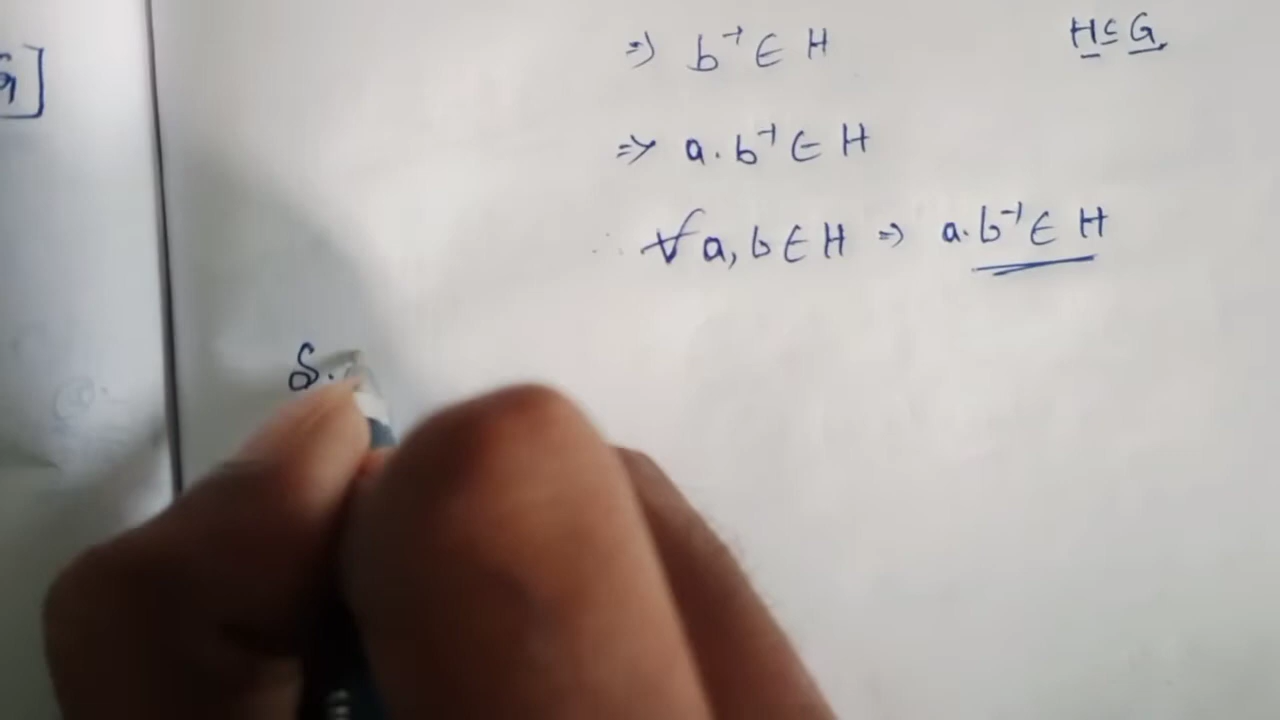 ⇒ b⁻¹ ∈ H
H ⊆ G
⇒ a.b⁻¹ ∈ H
∴ ∀ a, b ∈ H ⇒ a.b⁻¹ ∈ H
S.